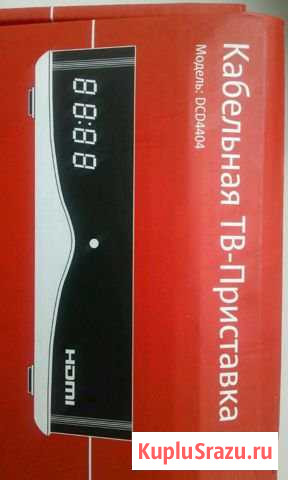 Кабельная ТВ-Приставка
Модель: DCD4404
88:88
HDMI
KupluSrazu.ru